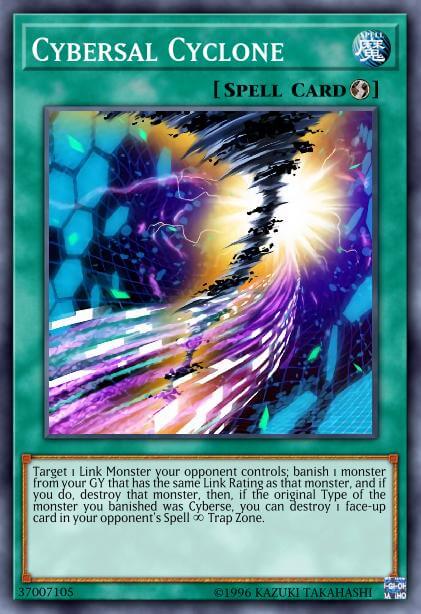 CYBERSAL CYCLONE
SPELL
魔
[SPELL CARD]
Target 1 Link Monster your opponent controls; banish 1 monster
from your GY that has the same Link Rating as that monster, and if
you do, destroy that monster, then, if the original Type of the
monster you banished was Cyberse, you can destroy 1 face-up
card in your opponent's Spell ∞ Trap Zone.
37007105
©1996 KAZUKI TAKAHASHI